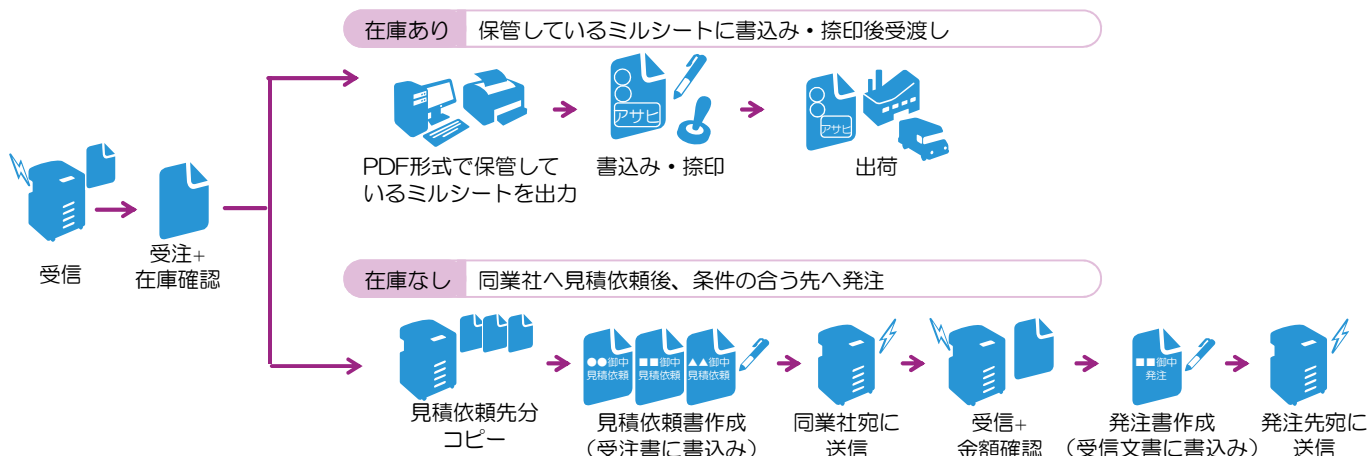 在庫あり 保管しているミルシートに書込み・捺印後受渡し
アサヒ
アサヒ
PDF形式で保管して
いるミルシートを出力
書込み・捺印
出荷
受信
受注+
在庫確認
在庫なし 同業社へ見積依頼後、条件の合う先へ発注
●●御中
見積依頼
■■御中
見積依頼
▲▲御中
見積依頼
■■御中
発注
見積依頼先分
コピー
見積依頼書作成
(受注書に書込み)
同業社宛に
送信
受信+
金額確認
発注書作成
(受信文書に書込み)
発注先宛に
送信